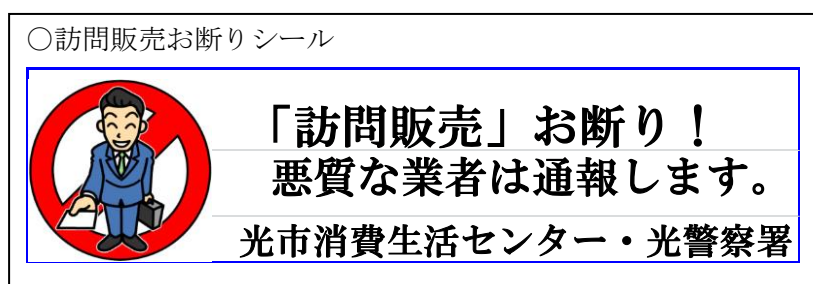 ○訪問販売お断りシール
「訪問販売」お断り！
悪質な業者は通報します。
光市消費生活センター・光警察署